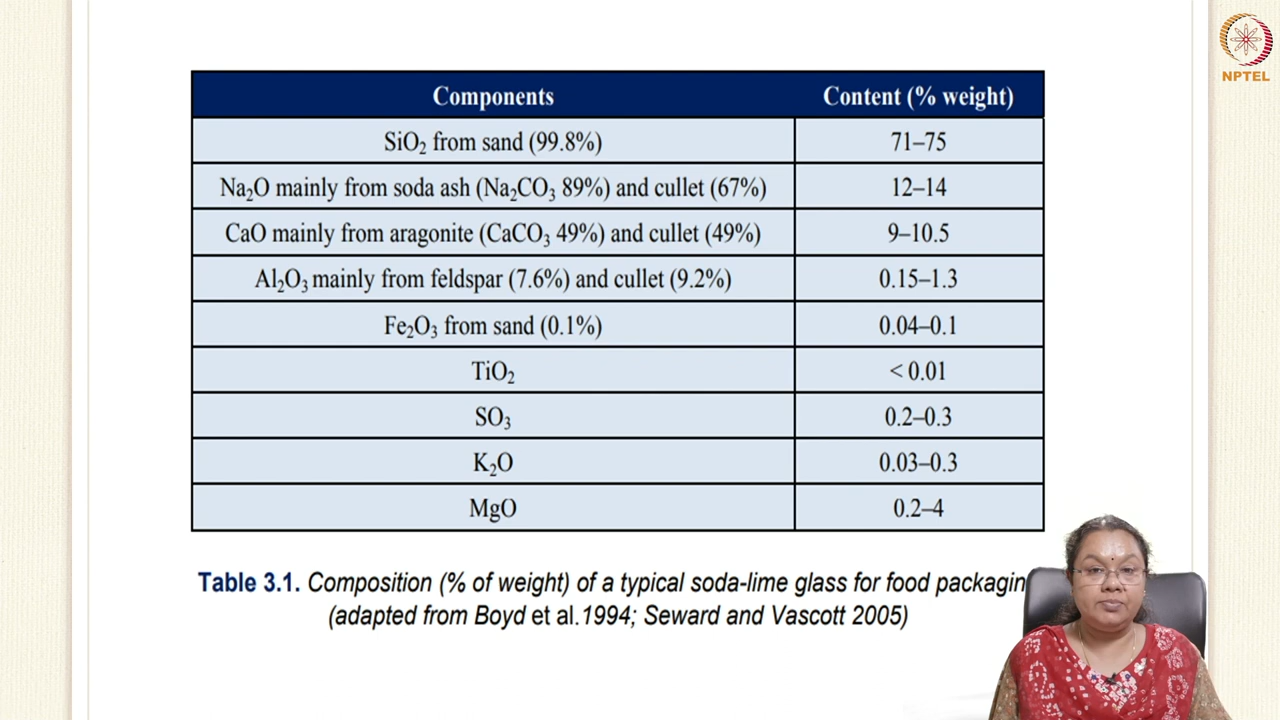 NPTEL
Components Content (% weight)
SiO₂ from sand (99.8%) 71–75
Na₂O mainly from soda ash (Na₂CO₃ 89%) and cullet (67%) 12–14
CaO mainly from aragonite (CaCO₃ 49%) and cullet (49%) 9–10.5
Al₂O₃ mainly from feldspar (7.6%) and cullet (9.2%) 0.15–1.3
Fe₂O₃ from sand (0.1%) 0.04–0.1
TiO₂ < 0.01
SO₃ 0.2–0.3
K₂O 0.03–0.3
MgO 0.2–4
Table 3.1. Composition (% of weight) of a typical soda-lime glass for food packagin
(adapted from Boyd et al.1994; Seward and Vascott 2005)